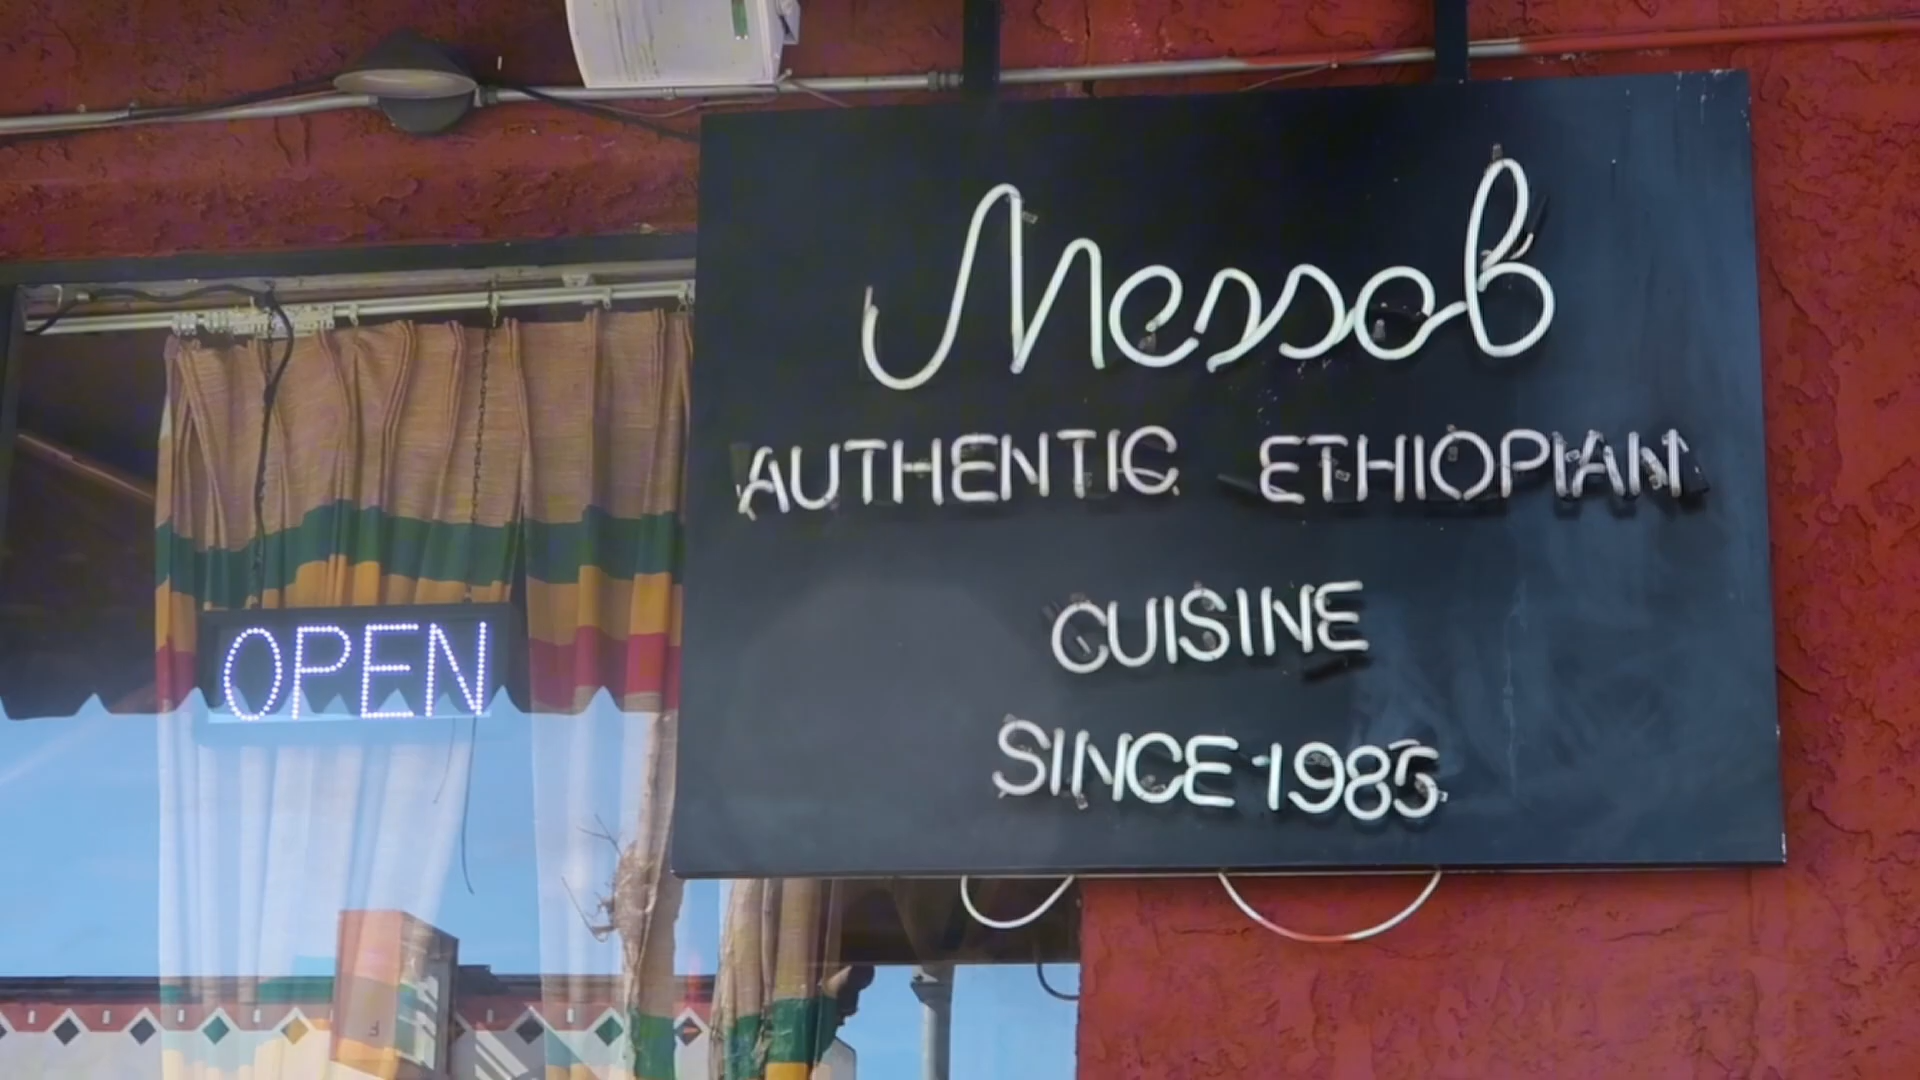 Messob
AUTHENTIC ETHIOPIAN
CUISINE
SINCE 1985
OPEN